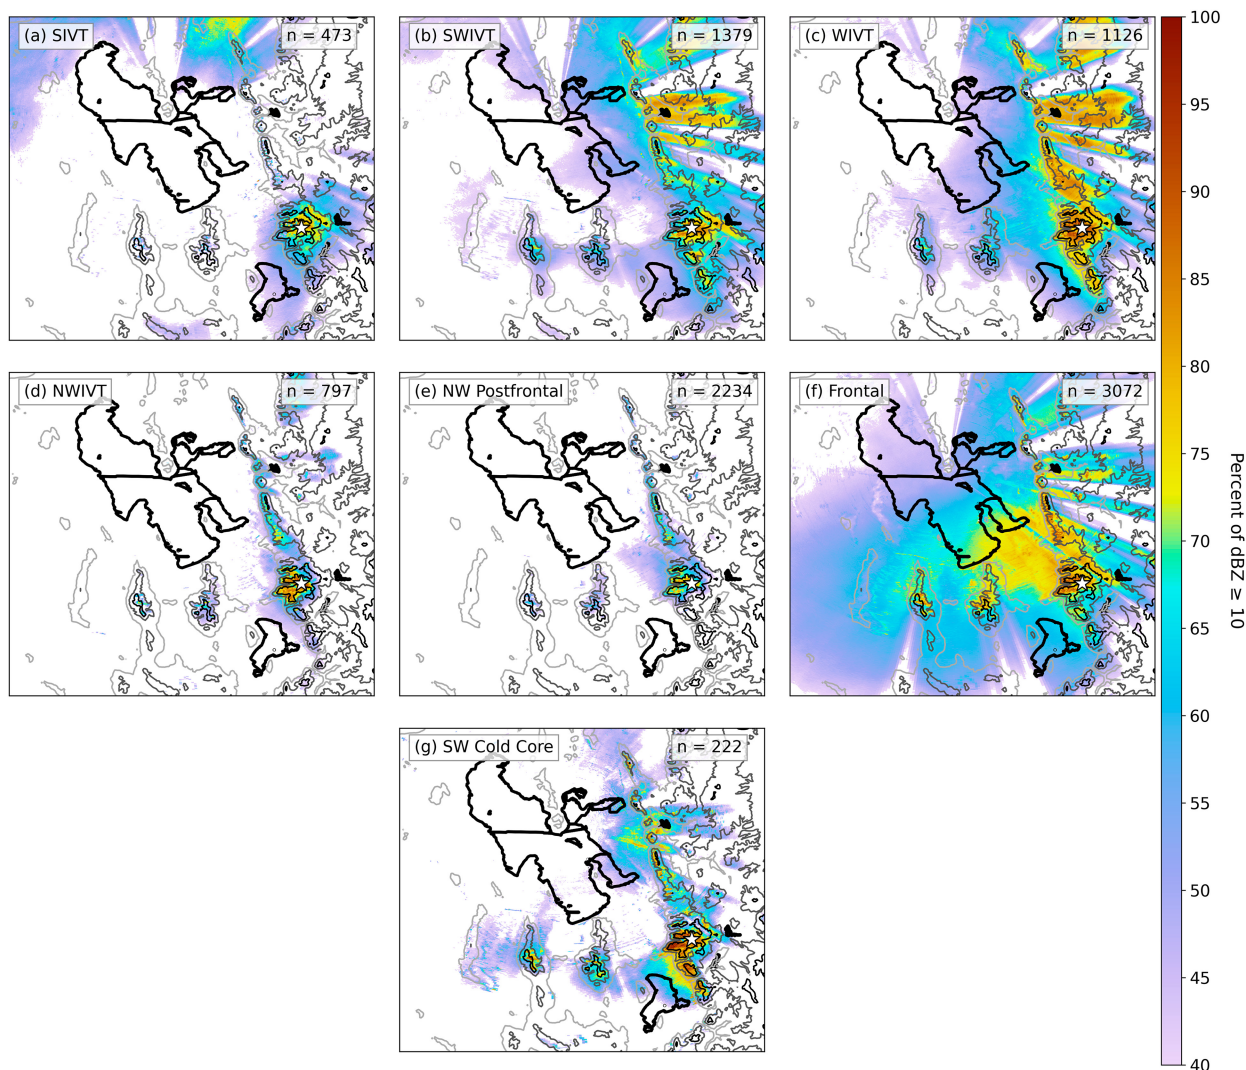 (a) SIVT
n = 473
(b) SWIVT
n = 1379
(c) WIVT
n = 1126
(d) NWIVT
n = 797
(e) NW Postfrontal
n = 2234
(f) Frontal
n = 3072
(g) SW Cold Core
n = 222
100
95
90
85
80
75
70
65
60
55
50
45
40
Percent of dBZ ≥ 10